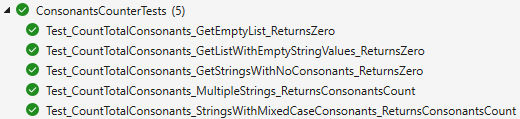 ConsonantsCounterTests (5)
Test_CountTotalConsonants_GetEmptyList_ReturnsZero
Test_CountTotalConsonants_GetListWithEmptyStringValues_ReturnsZero
Test_CountTotalConsonants_GetStringsWithNoConsonants_ReturnsZero
Test_CountTotalConsonants_MultipleStrings_ReturnsConsonantsCount
Test_CountTotalConsonants_StringsWithMixedCaseConsonants_ReturnsConsonantsCount